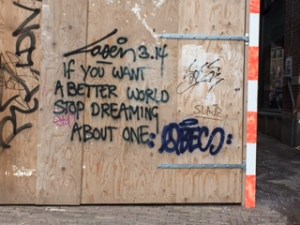 Laser 3.14
IF YOU WANT
A BETTER WORLD
STOP DREAMING
ABOUT ONE.